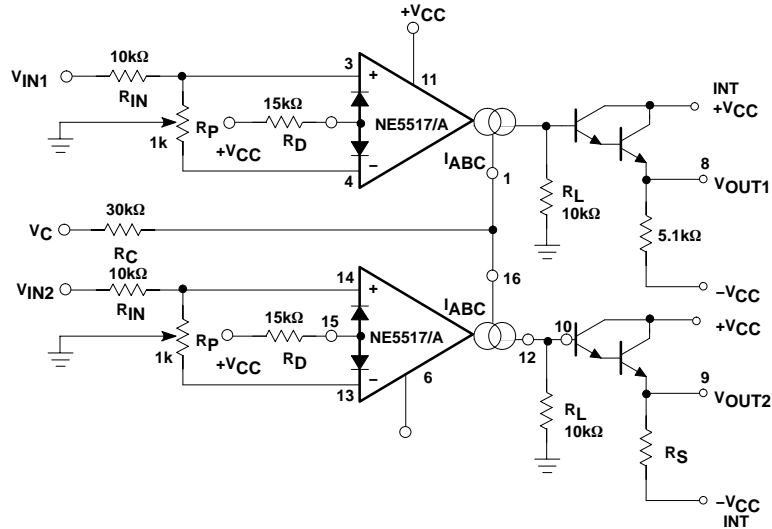 +VCC
10kΩ
VIN1
3
+
11
INT
+VCC
RIN
15kΩ
RP
+VCC
RD
NE5517/A
1k
−
4
IABC
1
8
VOUT1
RL
10kΩ
5.1kΩ
30kΩ
VC
RC
10kΩ
16
−VCC
VIN2
14
+
IABC
+VCC
RIN
15kΩ
15
RP
+VCC
RD
NE5517/A
10
12
1k
−
13
6
9
VOUT2
RL
10kΩ
RS
−VCC
INT